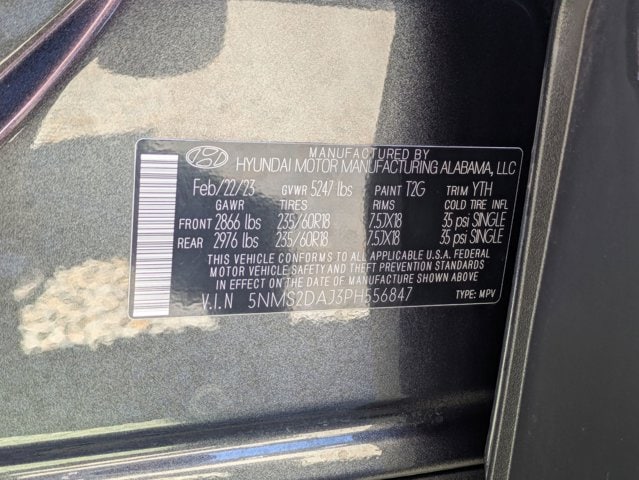 MANUFACTURED BY
HYUNDAI MOTOR MANUFACTURING ALABAMA, LLC
Feb/22/23 GVWR 5247 lbs PAINT T2G TRIM YTH
GAWR TIRES RIMS COLD TIRE INFL
FRONT 2866 lbs 235/60R18 7.5JX18 35 psi SINGLE
REAR 2976 lbs 235/60R18 7.5JX18 35 psi SINGLE
THIS VEHICLE CONFORMS TO ALL APPLICABLE U.S.A. FEDERAL
MOTOR VEHICLE SAFETY AND THEFT PREVENTION STANDARDS
IN EFFECT ON THE DATE OF MANUFACTURE SHOWN ABOVE.
V.I.N 5NMS2DAJ3PH556847 TYPE: MPV